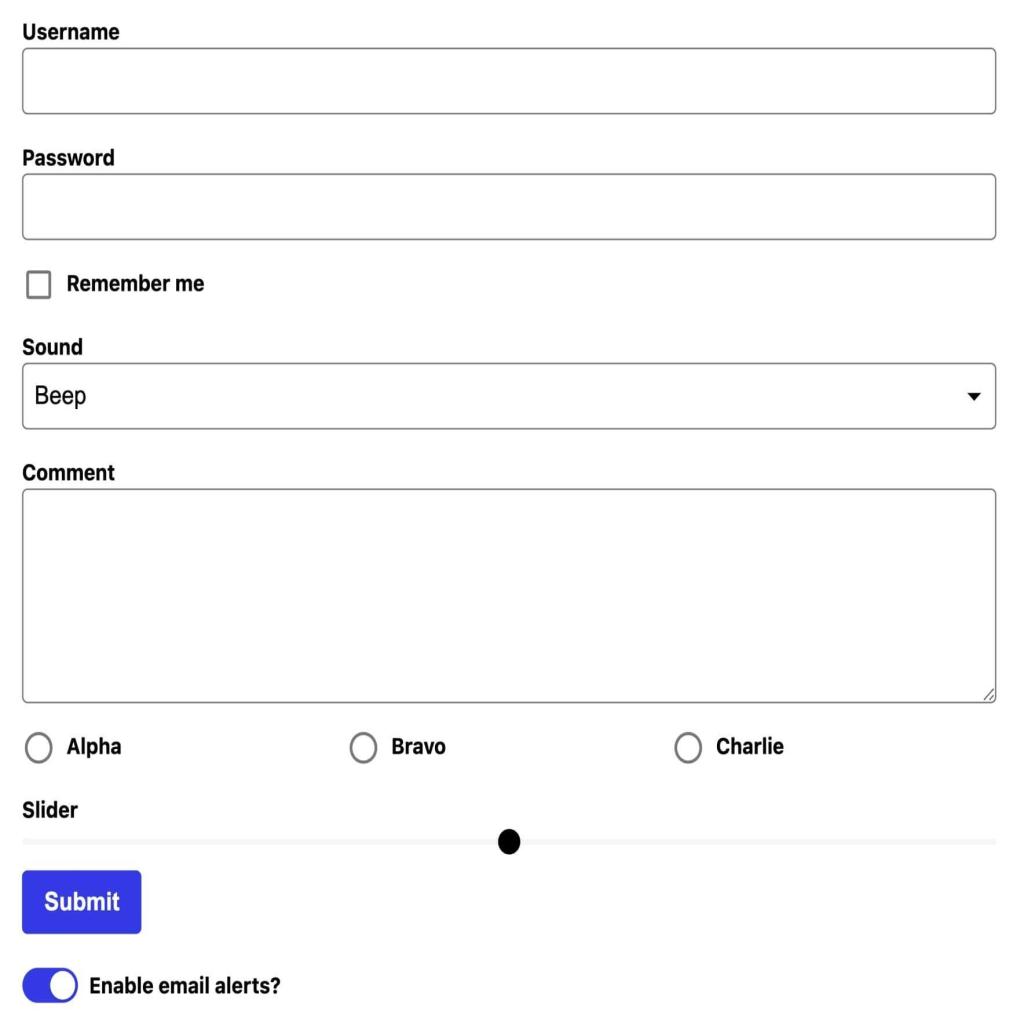 Username
Password
Remember me
Sound
Beep
Comment
Alpha Bravo Charlie
Slider
Submit
Enable email alerts?